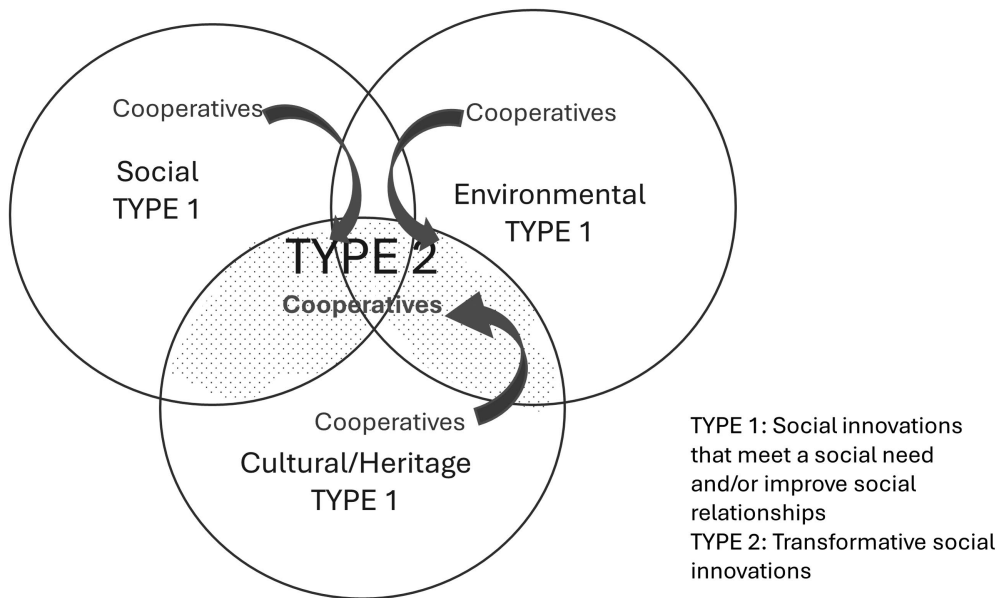 Cooperatives
Cooperatives
Social
TYPE 1
Environmental
TYPE 1
TYPE 2
Cooperatives
Cooperatives
Cultural/Heritage
TYPE 1
TYPE 1: Social innovations
that meet a social need
and/or improve social
relationships
TYPE 2: Transformative social
innovations